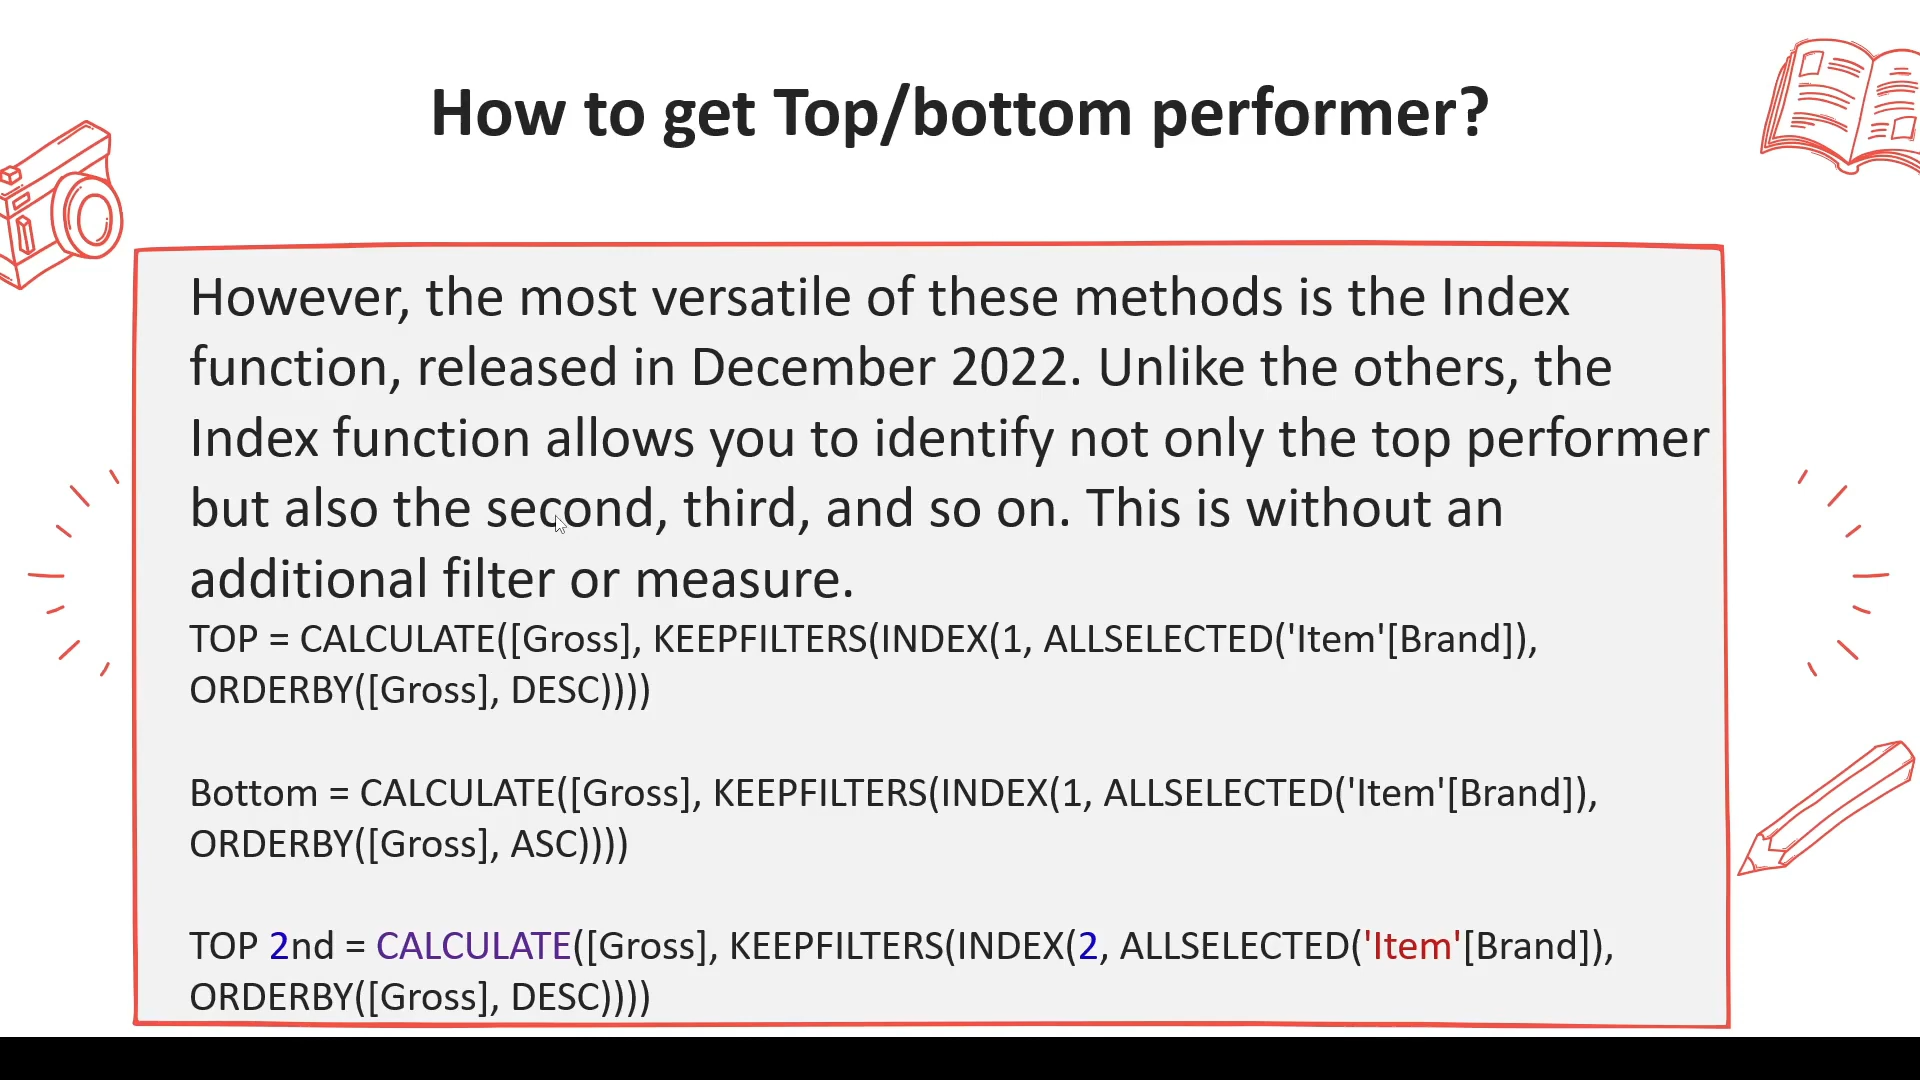 How to get Top/bottom performer?
However, the most versatile of these methods is the Index
function, released in December 2022. Unlike the others, the
Index function allows you to identify not only the top performer
but also the second, third, and so on. This is without an
additional filter or measure.
TOP = CALCULATE([Gross], KEEPFILTERS(INDEX(1, ALLSELECTED('Item'[Brand]),
ORDERBY([Gross], DESC))))
Bottom = CALCULATE([Gross], KEEPFILTERS(INDEX(1, ALLSELECTED('Item'[Brand]),
ORDERBY([Gross], ASC))))
TOP 2nd = CALCULATE([Gross], KEEPFILTERS(INDEX(2, ALLSELECTED('Item'[Brand]),
ORDERBY([Gross], DESC))))